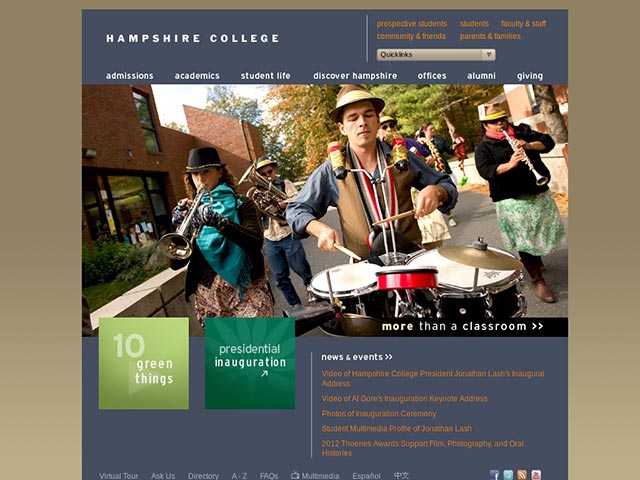 HAMPSHIRE COLLEGE
prospective students students faculty & staff
community & friends parents & families
Quicklinks
admissions academics student life discover hampshire offices alumni giving
more than a classroom >>
10
green
things
presidential
inauguration
news & events >>
Video of Hampshire College President Jonathan Lash's Inaugural
Address
Video of Al Gore's Inauguration Keynote Address
Photos of Inauguration Ceremony
Student Multimedia Profile of Jonathan Lash
2012 Thoenes Awards Support Film, Photography, and Oral
Histories
Virtual Tour Ask Us Directory A - Z FAQs Multimedia Español 中文